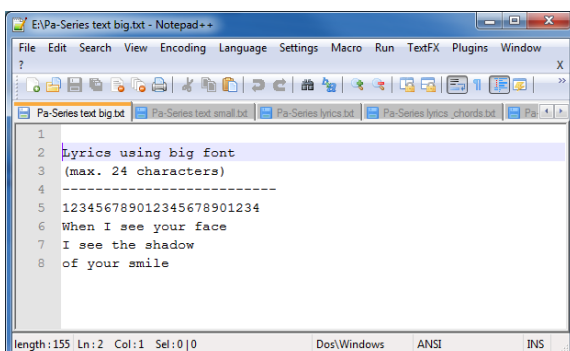 E:\Pa-Series text big.txt - Notepad++
File Edit Search View Encoding Language Settings Macro Run TextFX Plugins Window
? X
Pa-Series text big.txt Pa-Series text small.txt Pa-Series lyrics.txt Pa-Series lyrics_chords.txt Pa-
1
2 Lyrics using big font
3 (max. 24 characters)
4 --------------------------
5 123456789012345678901234
6 When I see your face
7 I see the shadow
8 of your smile
length : 155 Ln : 2 Col : 1 Sel : 0 | 0 Dos\Windows ANSI INS